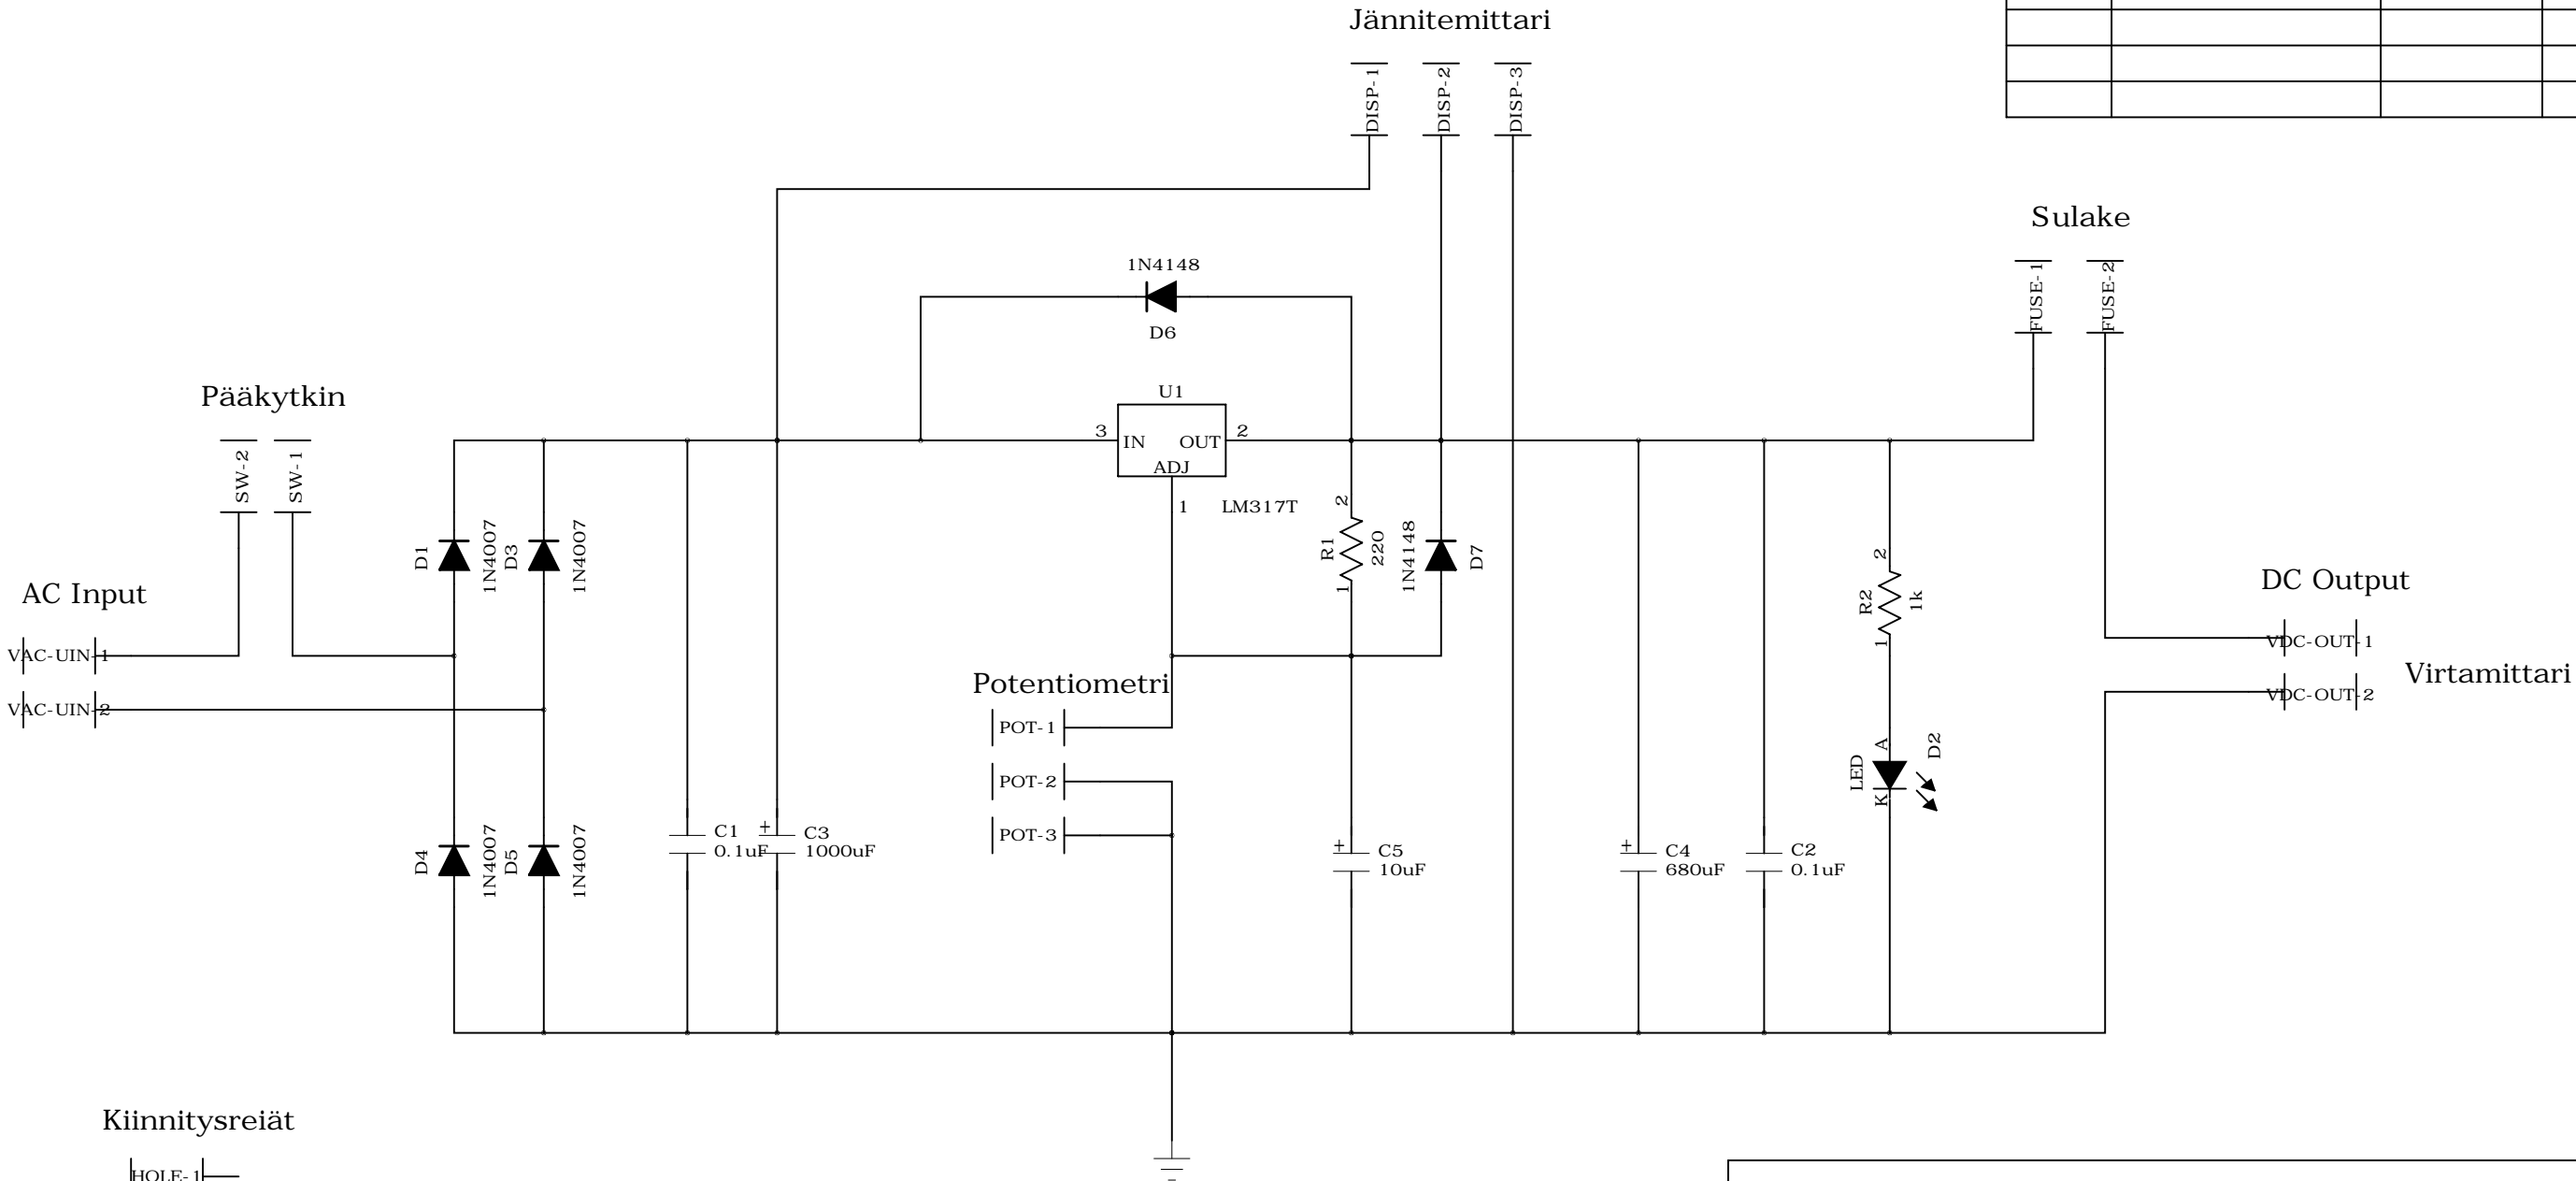 Jännitemittari
DISP-1
DISP-2
DISP-3
Sulake
FUSE-1
FUSE-2
1N4148
D6
Pääkytkin
SW-2
SW-1
U1
3
IN
OUT
2
ADJ
1
LM317T
D1
1N4007
D3
1N4007
2
R1
220
1
1N4148
D7
2
R2
1k
1
AC Input
VAC-UIN-1
VAC-UIN-2
DC Output
VDC-OUT-1
VDC-OUT-2
Virtamittari
Potentiometri
POT-1
POT-2
POT-3
A
D2
LED
K
D4
1N4007
D5
1N4007
C1
0.1uF
+
C3
1000uF
+
C5
10uF
+
C4
680uF
C2
0.1uF
Kiinnitysreiät
HOLE-1